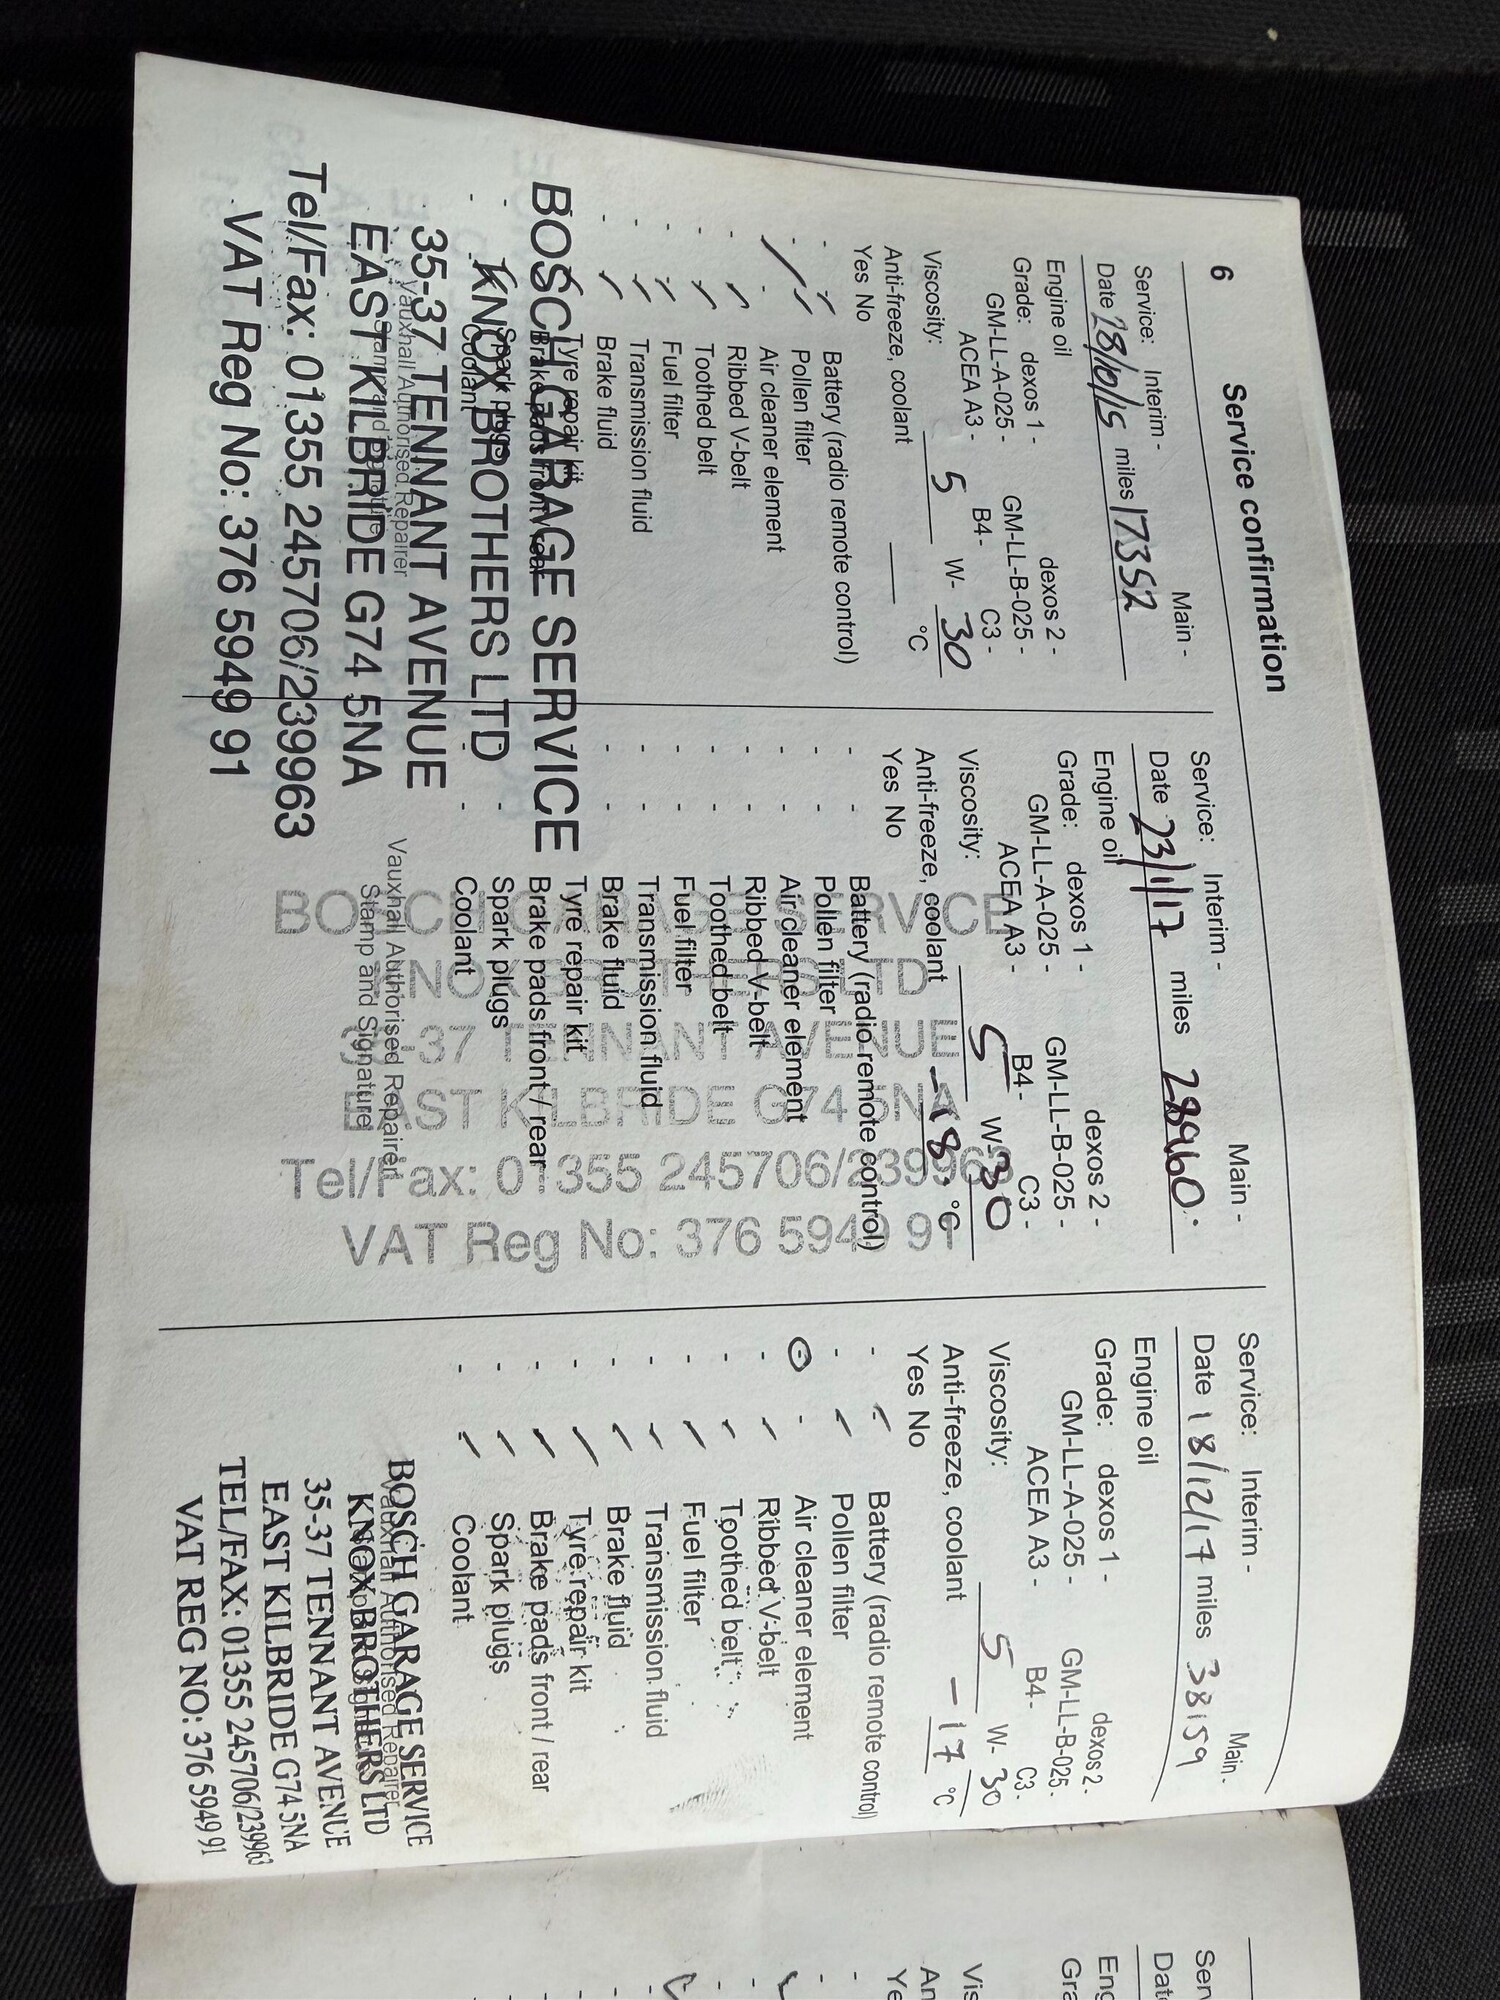 6
Service confirmation
Service: Interim - Main -
Date 28/10/15 miles 17352
Engine oil
Grade: dexos 1 - dexos 2 -
GM-LL-A-025 - GM-LL-B-025 -
ACEA A3 - B4 - C3 -
Viscosity: 5 W- 30
Anti-freeze, coolant °C
Yes No
Battery (radio remote control)
Pollen filter
Air cleaner element
Ribbed V-belt
Toothed belt
Fuel filter
Transmission fluid
Brake fluid
Tyre repair kit
Brake pads front / rear
Spark plugs
Coolant
Vauxhall Authorised Repairer
Stamp and Signature
BOSCH GARAGE SERVICE
KNOX BROTHERS LTD
35-37 TENNANT AVENUE
EAST KILBRIDE G74 5NA
Tel/Fax: 01355 245706/239963
VAT Reg No: 376 5949 91
Service: Interim - Main -
Date 23/1/17 miles 28960
Engine oil
Grade: dexos 1 - dexos 2 -
GM-LL-A-025 - GM-LL-B-025 -
ACEA A3 - B4 - C3 -
Viscosity: 5 W- 30
Anti-freeze, coolant -18 °C
Yes No
Battery (radio remote control)
Pollen filter
Air cleaner element
Ribbed V-belt
Toothed belt
Fuel filter
Transmission fluid
Brake fluid
Tyre repair kit
Brake pads front / rear
Spark plugs
Coolant
Vauxhall Authorised Repairer
Stamp and Signature
BOSCH GARAGE SERVICE
KNOX BROTHERS LTD
35-37 TENNANT AVENUE
EAST KILBRIDE G74 5NA
Tel/Fax: 01355 245706/239963
VAT Reg No: 376 5949 91
Service: Interim - Main -
Date 18/12/17 miles 38159
Engine oil
Grade: dexos 1 - dexos 2 -
GM-LL-A-025 - GM-LL-B-025 -
ACEA A3 - B4 - C3 -
Viscosity: 5 W- 30
Anti-freeze, coolant -17 °C
Yes No
Battery (radio remote control)
Pollen filter
Air cleaner element
Ribbed V-belt
Toothed belt
Fuel filter
Transmission fluid
Brake fluid
Tyre repair kit
Brake pads front / rear
Spark plugs
Coolant
Vauxhall Authorised Repairer
BOSCH GARAGE SERVICE
KNOX BROTHERS LTD
35-37 TENNANT AVENUE
EAST KILBRIDE G74 5NA
TEL/FAX: 01355 245706/239963
VAT REG NO: 376 5949 91
Serv
Date
Eng
Gra
Vis
An
Ye